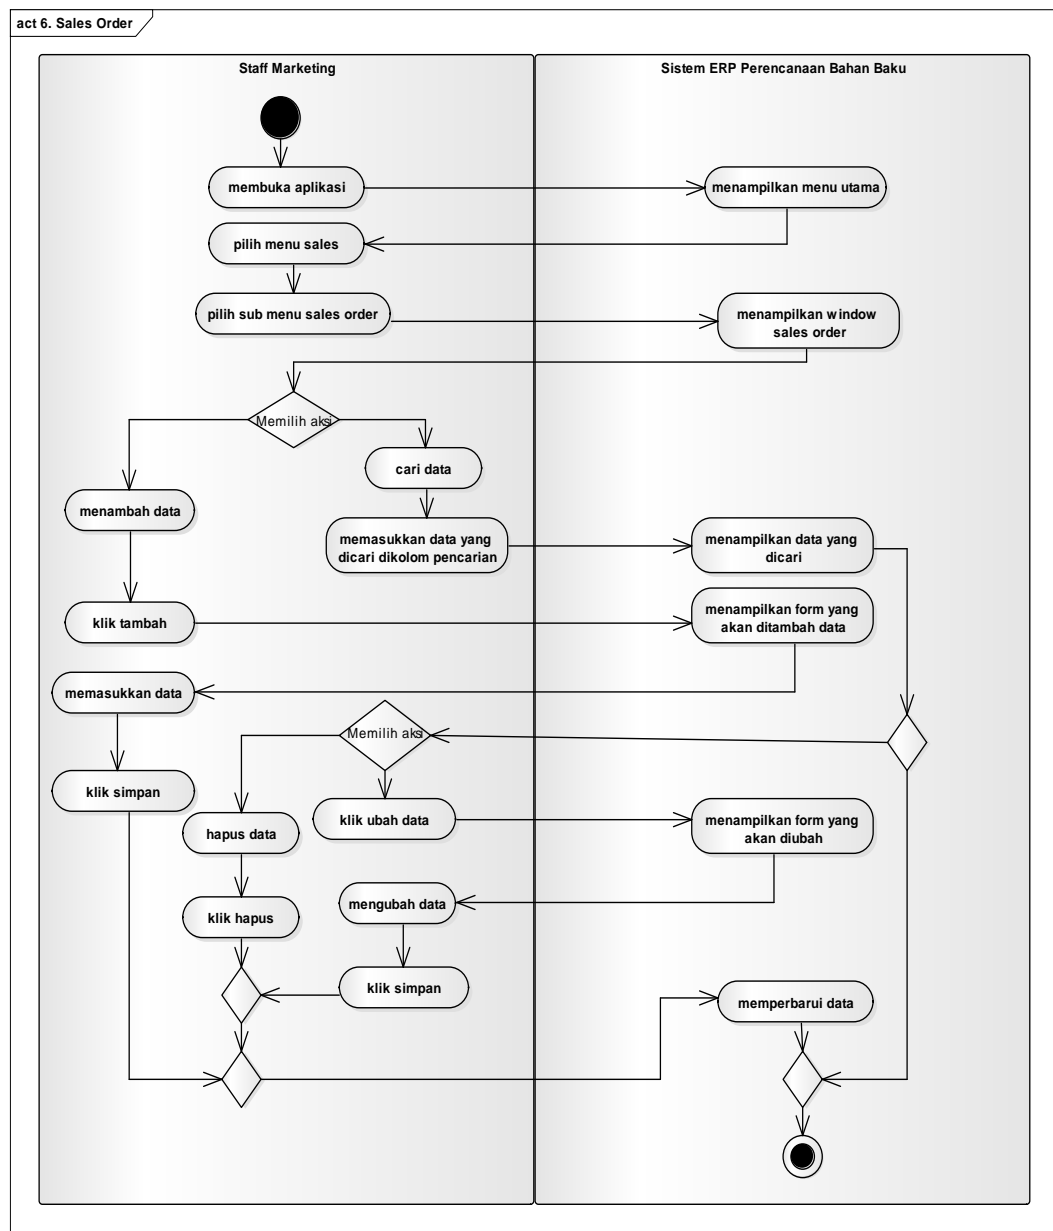 act 6. Sales Order
Staff Marketing
Sistem ERP Perencanaan Bahan Baku
membuka aplikasi
menampilkan menu utama
pilih menu sales
pilih sub menu sales order
menampilkan window
sales order
Memilih aksi
cari data
menambah data
memasukkan data yang
dicari dikolom pencarian
menampilkan data yang
dicari
klik tambah
menampilkan form yang
akan ditambah data
memasukkan data
Memilih aksi
klik simpan
hapus data
klik ubah data
menampilkan form yang
akan diubah
mengubah data
klik hapus
klik simpan
memperbarui data